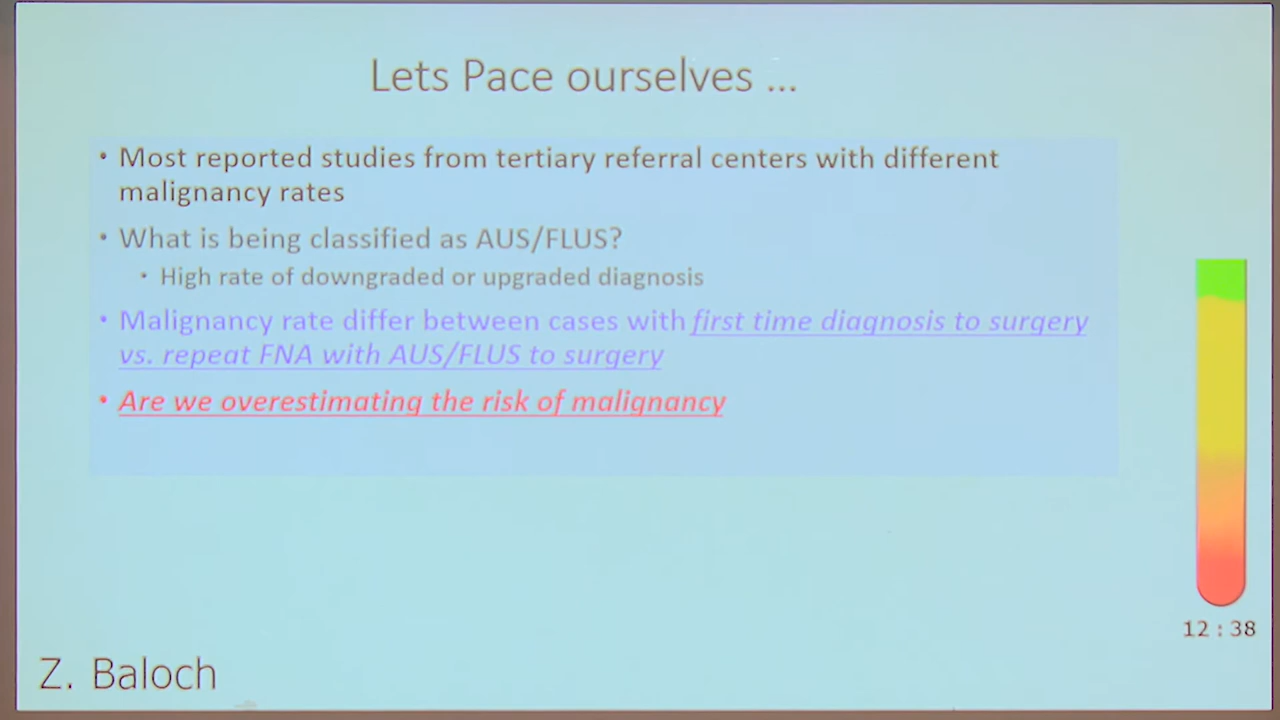 Lets Pace ourselves ...
• Most reported studies from tertiary referral centers with different
malignancy rates
• What is being classified as AUS/FLUS?
• High rate of downgraded or upgraded diagnosis
• Malignancy rate differ between cases with first time diagnosis to surgery
vs. repeat FNA with AUS/FLUS to surgery
• Are we overestimating the risk of malignancy
12 : 38
Z. Baloch